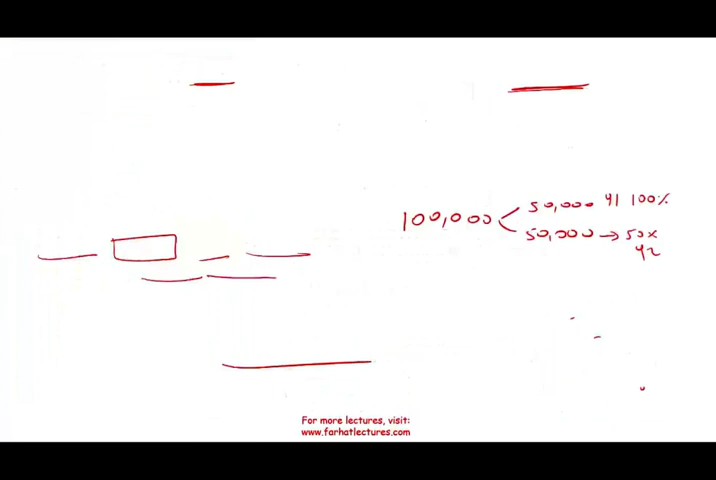 100,000
50,000 Y1 100%
50,000 → 50%
Y2
For more lectures, visit:
www.farhatlectures.com